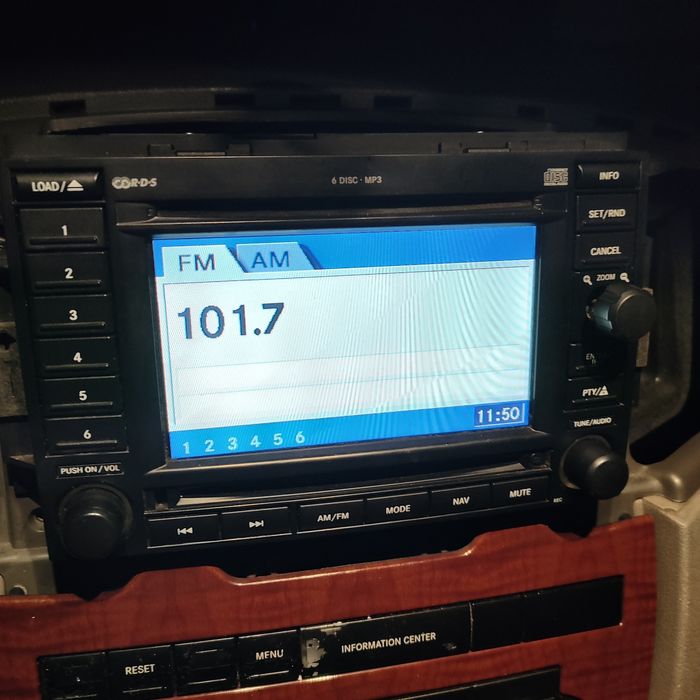 LOAD/⏏
R·D·S
6 DISC · MP3
DISC
INFO
1
SET/RND
2
CANCEL
ZOOM
3
4
5
PTY/
6
TUNE/AUDIO
PUSH ON / VOL
FM AM
101.7
11:50
1 2 3 4 5 6
AM/FM
MODE
NAV
MUTE
REC
RESET
MENU
INFORMATION CENTER